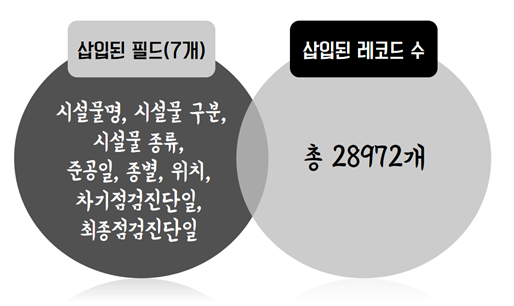 삽입된 필드(7개)
시설물명, 시설물 구분,
시설물 종류,
준공일, 종별, 위치,
차기점검진단일,
최종점검진단일
삽입된 레코드 수
총 28972개